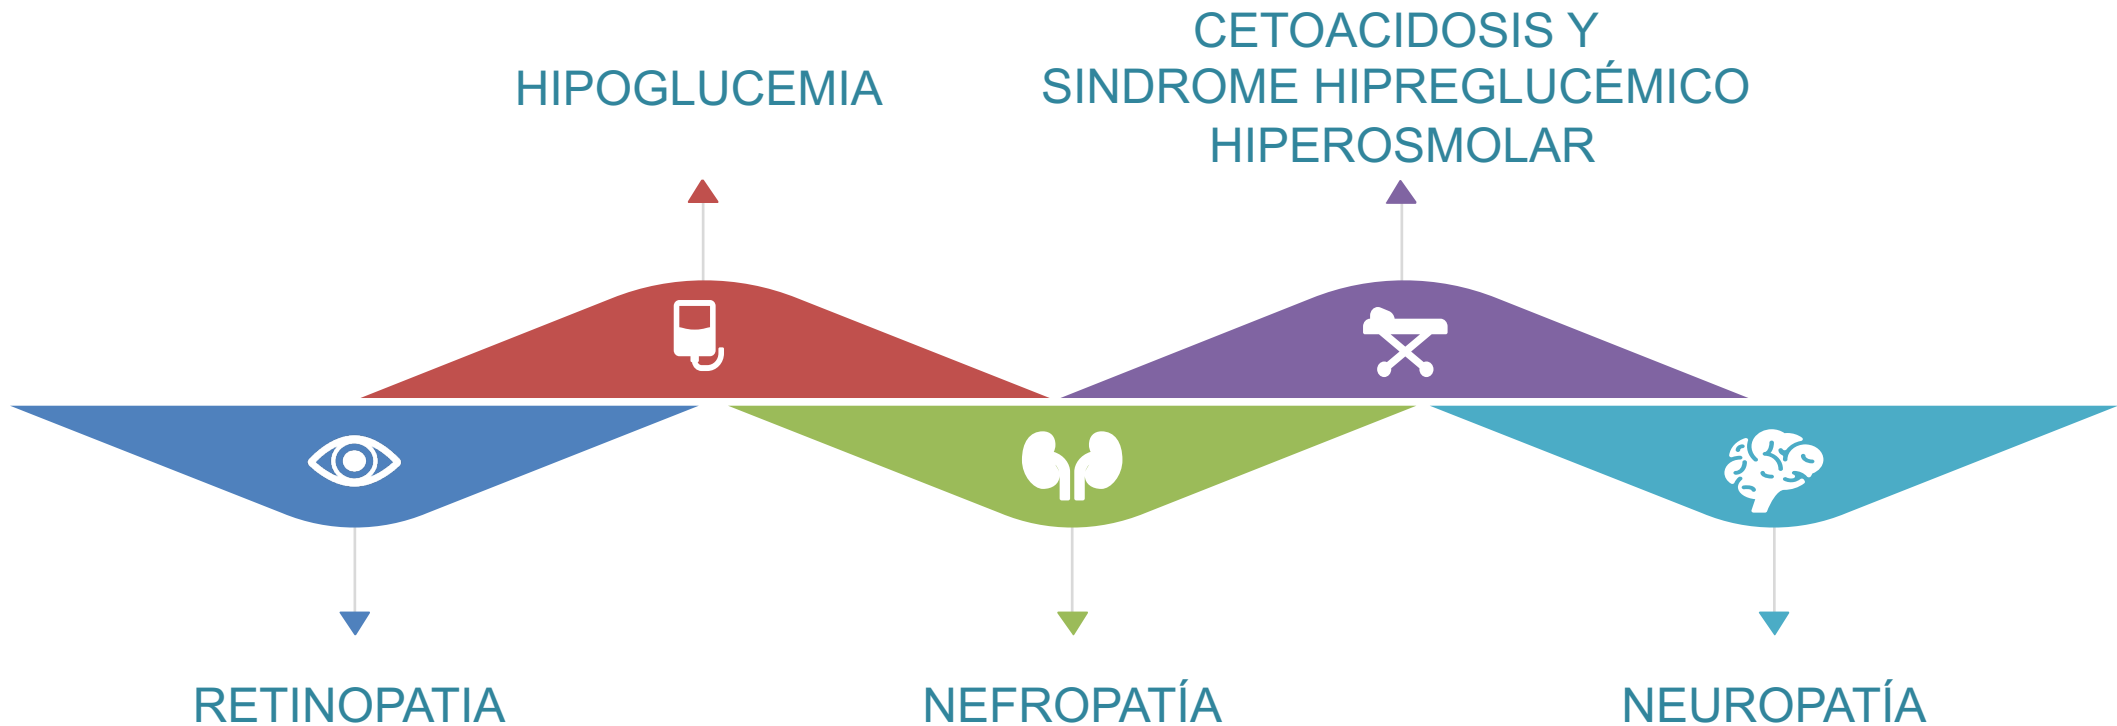 HIPOGLUCEMIA
CETOACIDOSIS Y
SINDROME HIPREGLUCÉMICO
HIPEROSMOLAR
RETINOPATIA
NEFROPATÍA
NEUROPATÍA